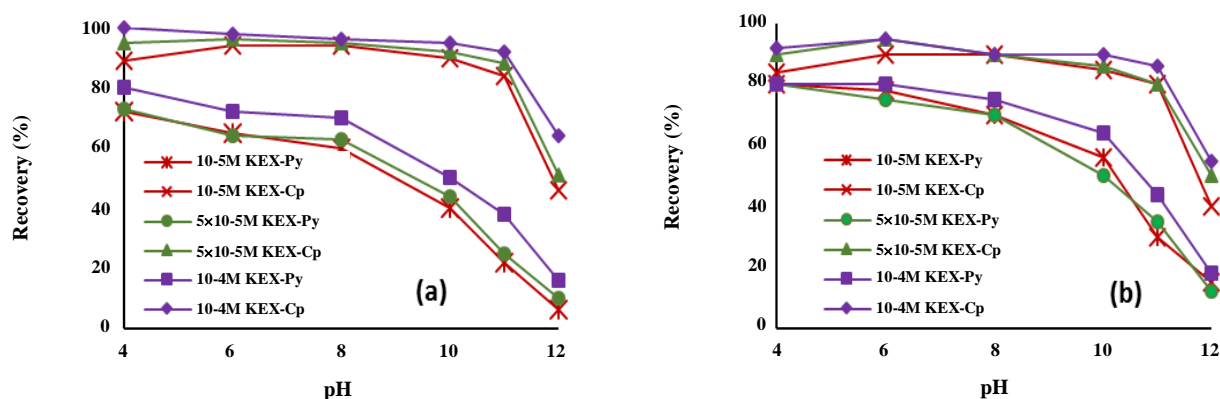 100
80
60
40
20
0
Recovery (%)
10-5M KEX-Py
10-5M KEX-Cp
5×10-5M KEX-Py
5×10-5M KEX-Cp
10-4M KEX-Py
10-4M KEX-Cp
(a)
4 6 8 10 12
pH
100
80
60
40
20
0
Recovery (%)
10-5M KEX-Py
10-5M KEX-Cp
5×10-5M KEX-Py
5×10-5M KEX-Cp
10-4M KEX-Py
10-4M KEX-Cp
(b)
4 6 8 10 12
pH